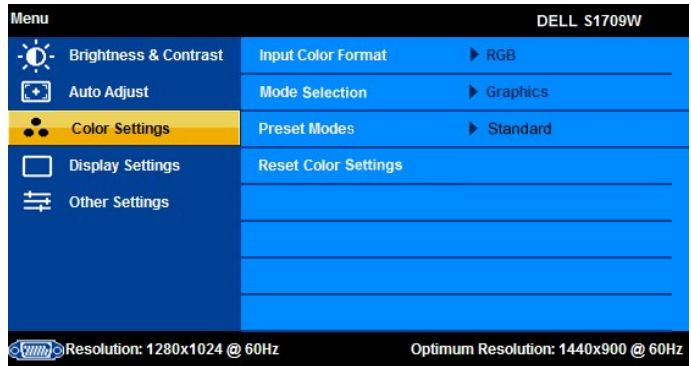 Menu DELL S1709W
Brightness & Contrast Input Color Format RGB
Auto Adjust Mode Selection Graphics
Color Settings Preset Modes Standard
Display Settings Reset Color Settings
Other Settings
Resolution: 1280x1024 @ 60Hz Optimum Resolution: 1440x900 @ 60Hz